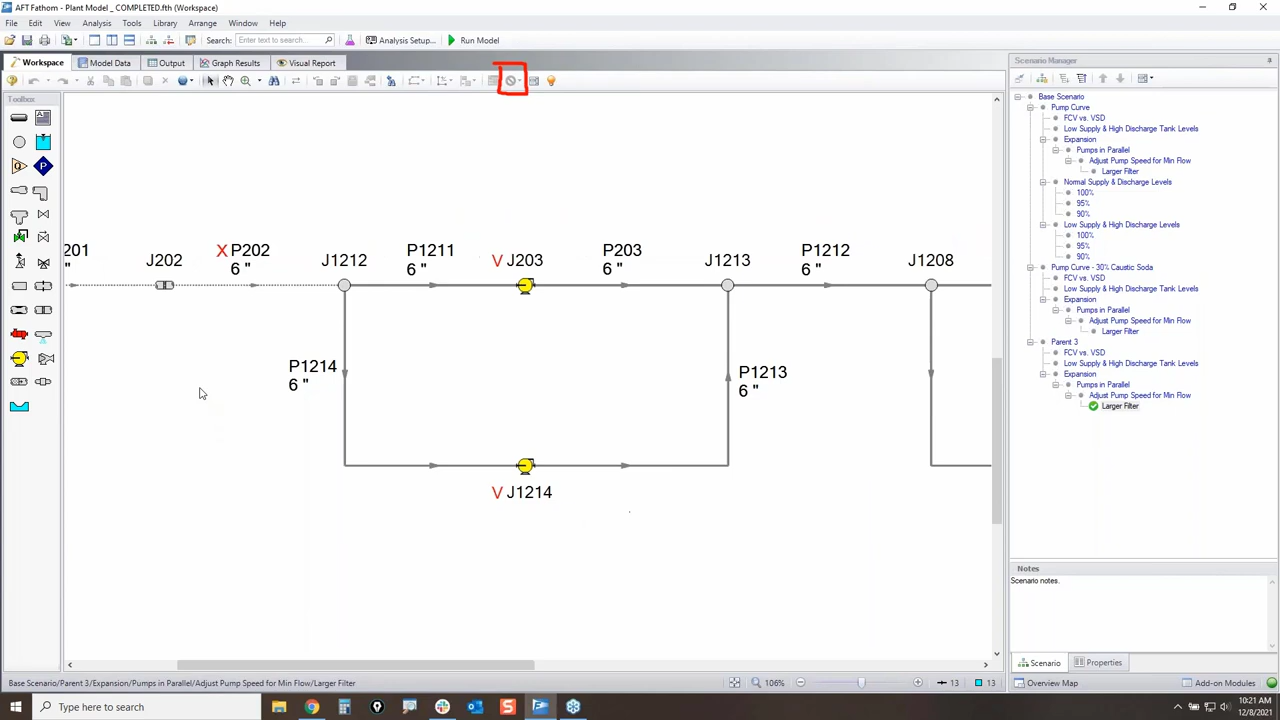 AFT Fathom - Plant Model _ COMPLETED.fth (Workspace)
File Edit View Analysis Tools Library Arrange Window Help
Search: Enter text to search.. Analysis Setup... Run Model
Workspace Model Data Output Graph Results Visual Report
Toolbox
201
"
J202
X P202
6 "
J1212
P1211
6 "
V J203
P203
6 "
J1213
P1212
6 "
J1208
P1214
6 "
P1213
6 "
V J1214
Scenario Manager
Base Scenario
Pump Curve
FCV vs. VSD
Low Supply & High Discharge Tank Levels
Expansion
Pumps in Parallel
Adjust Pump Speed for Min Flow
Larger Filter
Normal Supply & Discharge Levels
100%
95%
90%
Low Supply & High Discharge Levels
100%
95%
90%
Pump Curve - 30% Caustic Soda
FCV vs. VSD
Low Supply & High Discharge Tank Levels
Expansion
Pumps in Parallel
Adjust Pump Speed for Min Flow
Larger Filter
Parent 3
FCV vs. VSD
Low Supply & High Discharge Tank Levels
Expansion
Pumps in Parallel
Adjust Pump Speed for Min Flow
Larger Filter
Notes
Scenario notes.
Scenario Properties
Base Scenario/Parent 3/Expansion/Pumps in Parallel/Adjust Pump Speed for Min Flow/Larger Filter
106% 13 13 Overview Map Add-on Modules
Type here to search
10:21 AM
12/8/2021